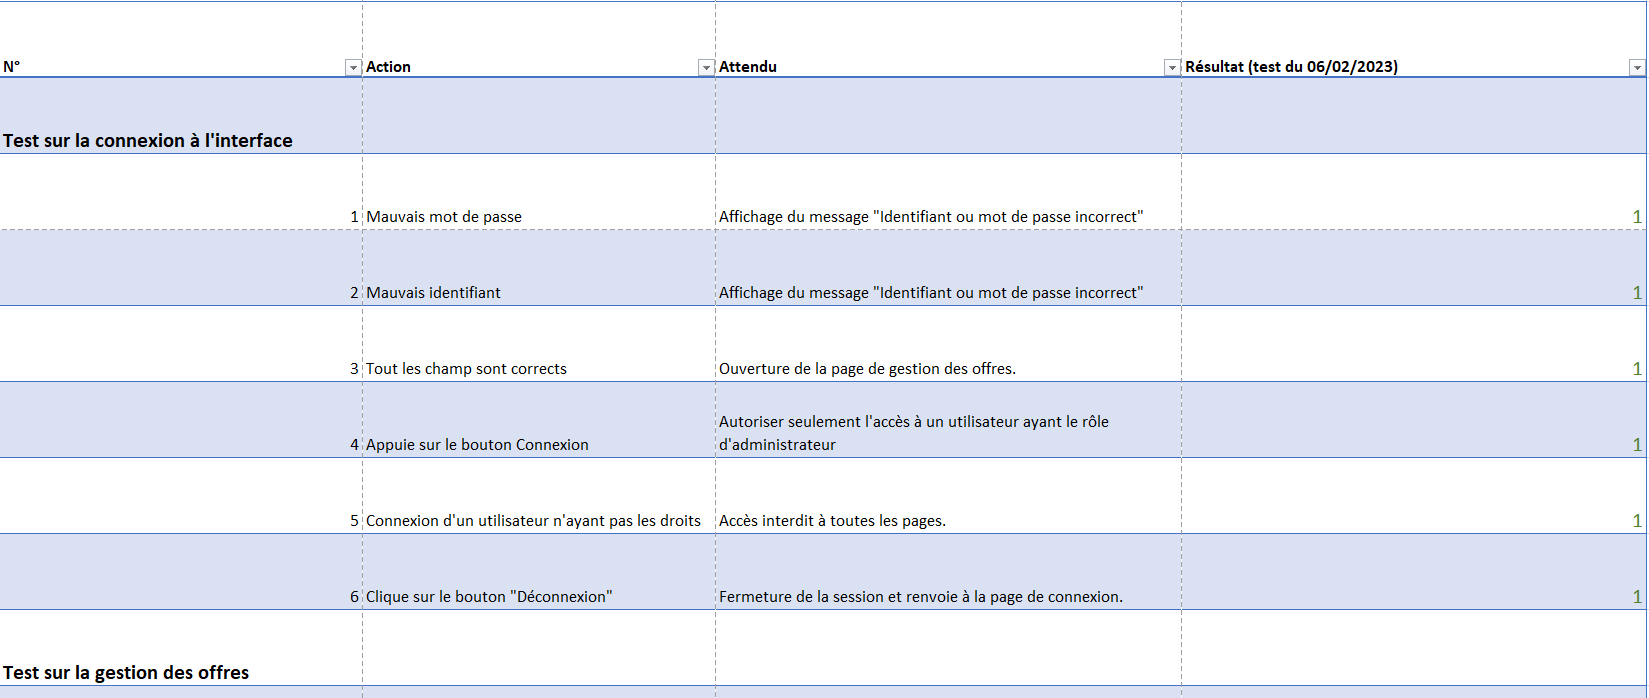 N° Action Attendu Résultat (test du 06/02/2023)
Test sur la connexion à l'interface
1 Mauvais mot de passe Affichage du message "Identifiant ou mot de passe incorrect" 1
2 Mauvais identifiant Affichage du message "Identifiant ou mot de passe incorrect" 1
3 Tout les champ sont corrects Ouverture de la page de gestion des offres. 1
Autoriser seulement l'accès à un utilisateur ayant le rôle
4 Appuie sur le bouton Connexion d'administrateur 1
5 Connexion d'un utilisateur n'ayant pas les droits Accès interdit à toutes les pages. 1
6 Clique sur le bouton "Déconnexion" Fermeture de la session et renvoie à la page de connexion. 1
Test sur la gestion des offres